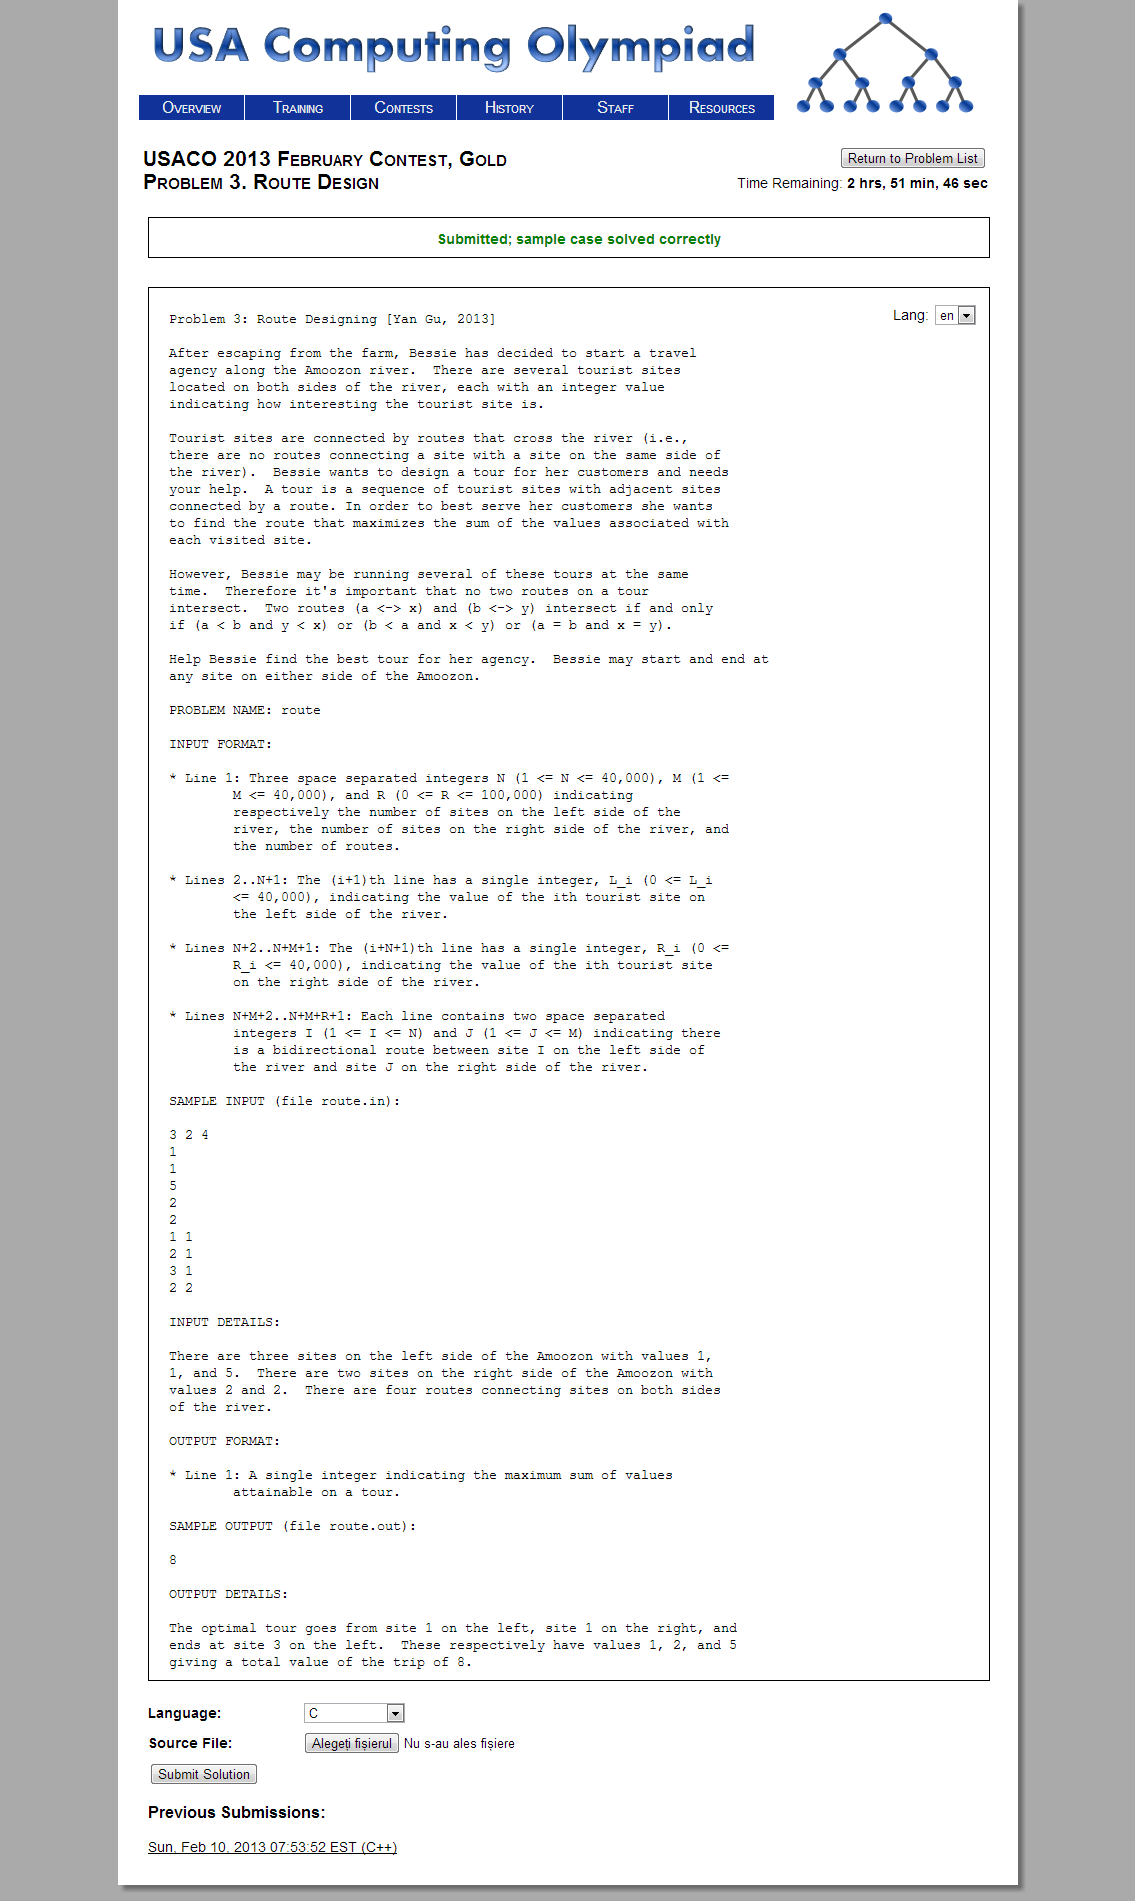 USA Computing Olympiad
Overview Training Contests History Staff Resources
USACO 2013 February Contest, Gold
Problem 3. Route Design
Return to Problem List
Time Remaining: 2 hrs, 51 min, 46 sec
Submitted; sample case solved correctly
Lang: en
Problem 3: Route Designing [Yan Gu, 2013]
After escaping from the farm, Bessie has decided to start a travel
agency along the Amoozon river.  There are several tourist sites
located on both sides of the river, each with an integer value
indicating how interesting the tourist site is.
Tourist sites are connected by routes that cross the river (i.e.,
there are no routes connecting a site with a site on the same side of
the river).  Bessie wants to design a tour for her customers and needs
your help.  A tour is a sequence of tourist sites with adjacent sites
connected by a route. In order to best serve her customers she wants
to find the route that maximizes the sum of the values associated with
each visited site.
However, Bessie may be running several of these tours at the same
time.  Therefore it's important that no two routes on a tour
intersect.  Two routes (a <-> x) and (b <-> y) intersect if and only
if (a < b and y < x) or (b < a and x < y) or (a = b and x = y).
Help Bessie find the best tour for her agency.  Bessie may start and end at
any site on either side of the Amoozon.
PROBLEM NAME: route
INPUT FORMAT:
* Line 1: Three space separated integers N (1 <= N <= 40,000), M (1 <=
M <= 40,000), and R (0 <= R <= 100,000) indicating
respectively the number of sites on the left side of the
river, the number of sites on the right side of the river, and
the number of routes.
* Lines 2..N+1: The (i+1)th line has a single integer, L_i (0 <= L_i
<= 40,000), indicating the value of the ith tourist site on
the left side of the river.
* Lines N+2..N+M+1: The (i+N+1)th line has a single integer, R_i (0 <=
R_i <= 40,000), indicating the value of the ith tourist site
on the right side of the river.
* Lines N+M+2..N+M+R+1: Each line contains two space separated
integers I (1 <= I <= N) and J (1 <= J <= M) indicating there
is a bidirectional route between site I on the left side of
the river and site J on the right side of the river.
SAMPLE INPUT (file route.in):
3 2 4
1
1
5
2
2
1 1
2 1
3 1
2 2
INPUT DETAILS:
There are three sites on the left side of the Amoozon with values 1,
1, and 5.  There are two sites on the right side of the Amoozon with
values 2 and 2.  There are four routes connecting sites on both sides
of the river.
OUTPUT FORMAT:
* Line 1: A single integer indicating the maximum sum of values
attainable on a tour.
SAMPLE OUTPUT (file route.out):
8
OUTPUT DETAILS:
The optimal tour goes from site 1 on the left, site 1 on the right, and
ends at site 3 on the left.  These respectively have values 1, 2, and 5
giving a total value of the trip of 8.
Language: C
Source File: Alegeți fișierul Nu s-au ales fișiere
Submit Solution
Previous Submissions:
Sun, Feb 10, 2013 07:53:52 EST (C++)